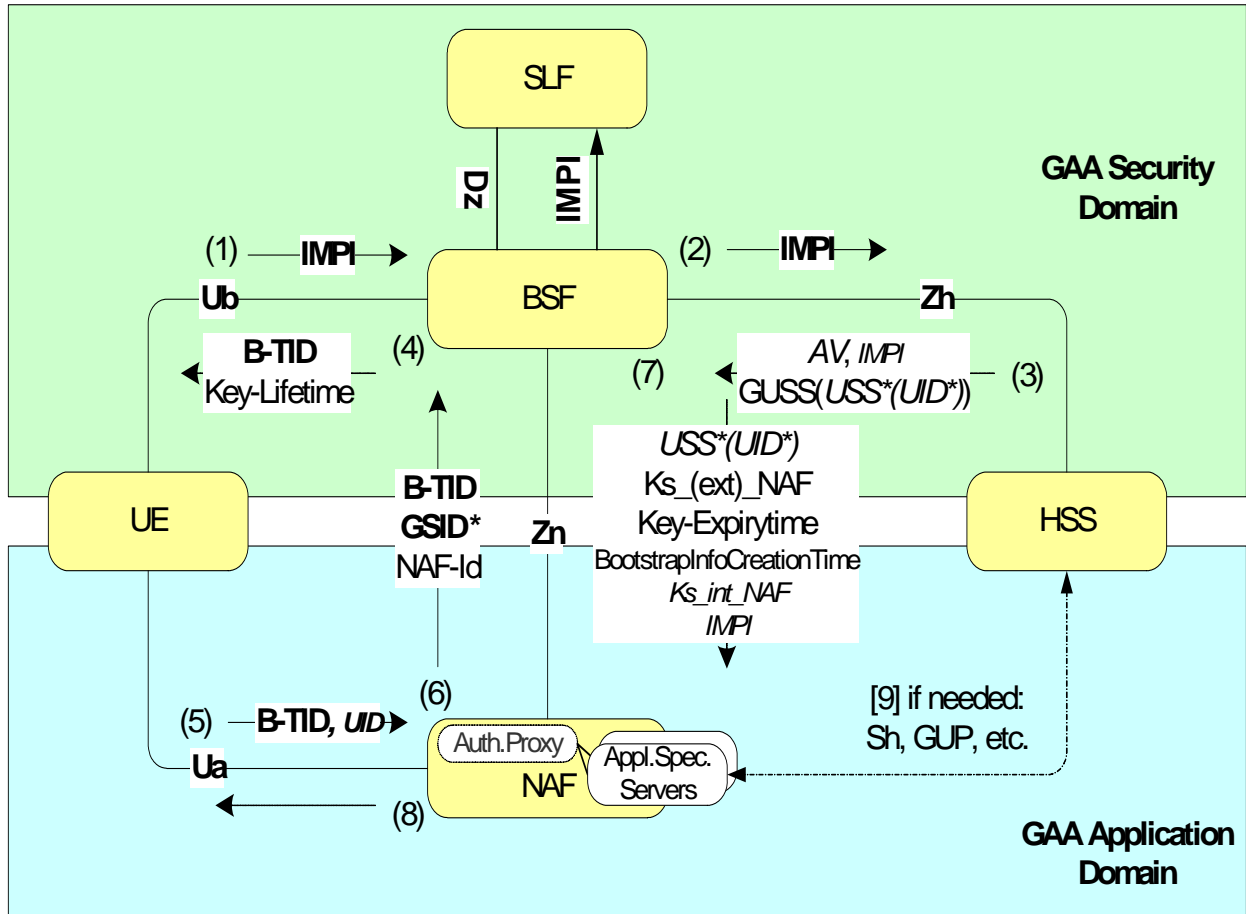 SLF
GAA Security
Domain
Dz
IMPI
(1)
IMPI
(2)
IMPI
BSF
Ub
Zh
B-TID
Key-Lifetime
(4)
(7)
AV, IMPI
GUSS(USS*(UID*))
(3)
USS*(UID*)
Ks_(ext)_NAF
Key-Expirytime
BootstrapInfoCreationTime
Ks_int_NAF
IMPI
B-TID
GSID*
NAF-Id
Zn
UE
HSS
(6)
(5)
B-TID, UID
[9] if needed:
Sh, GUP, etc.
Auth.Proxy
NAF
Appl.Spec.
Servers
Ua
(8)
GAA Application
Domain